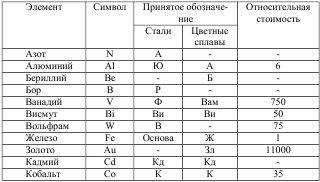 Элемент Символ Принятое обозначе- Относительная
ние стоимость
Стали Цветные
сплавы
Азот N А - -
Алюминий Al Ю А 6
Бериллий Be - Б -
Бор B Р - -
Ванадий V Ф Вам 750
Висмут Bi Ви Ви 50
Вольфрам W В - 75
Железо Fe Основа Ж 1
Золото Au - Зл 11000
Кадмий Cd Кд Кд -
Кобальт Co К К 35